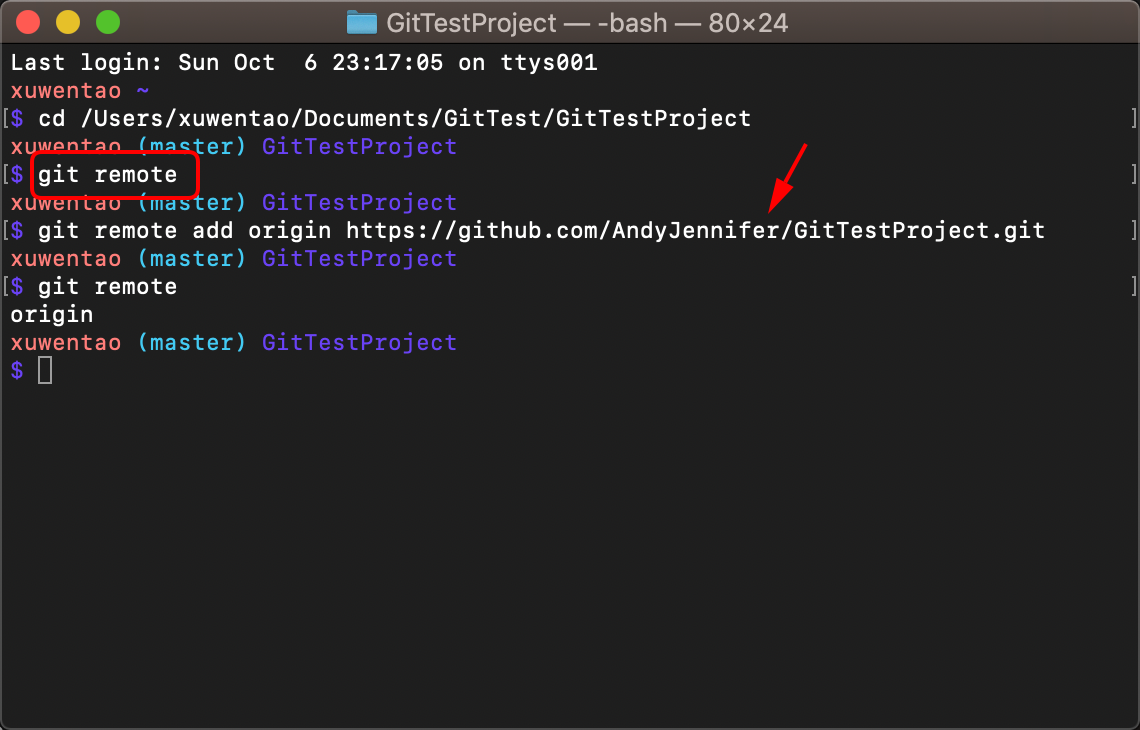 GitTestProject — -bash — 80×24
Last login: Sun Oct  6 23:17:05 on ttys001
xuwentao ~
[$ cd /Users/xuwentao/Documents/GitTest/GitTestProject ]
xuwentao (master) GitTestProject
[$ git remote ]
xuwentao (master) GitTestProject
[$ git remote add origin https://github.com/AndyJennifer/GitTestProject.git ]
xuwentao (master) GitTestProject
[$ git remote ]
origin
xuwentao (master) GitTestProject
$